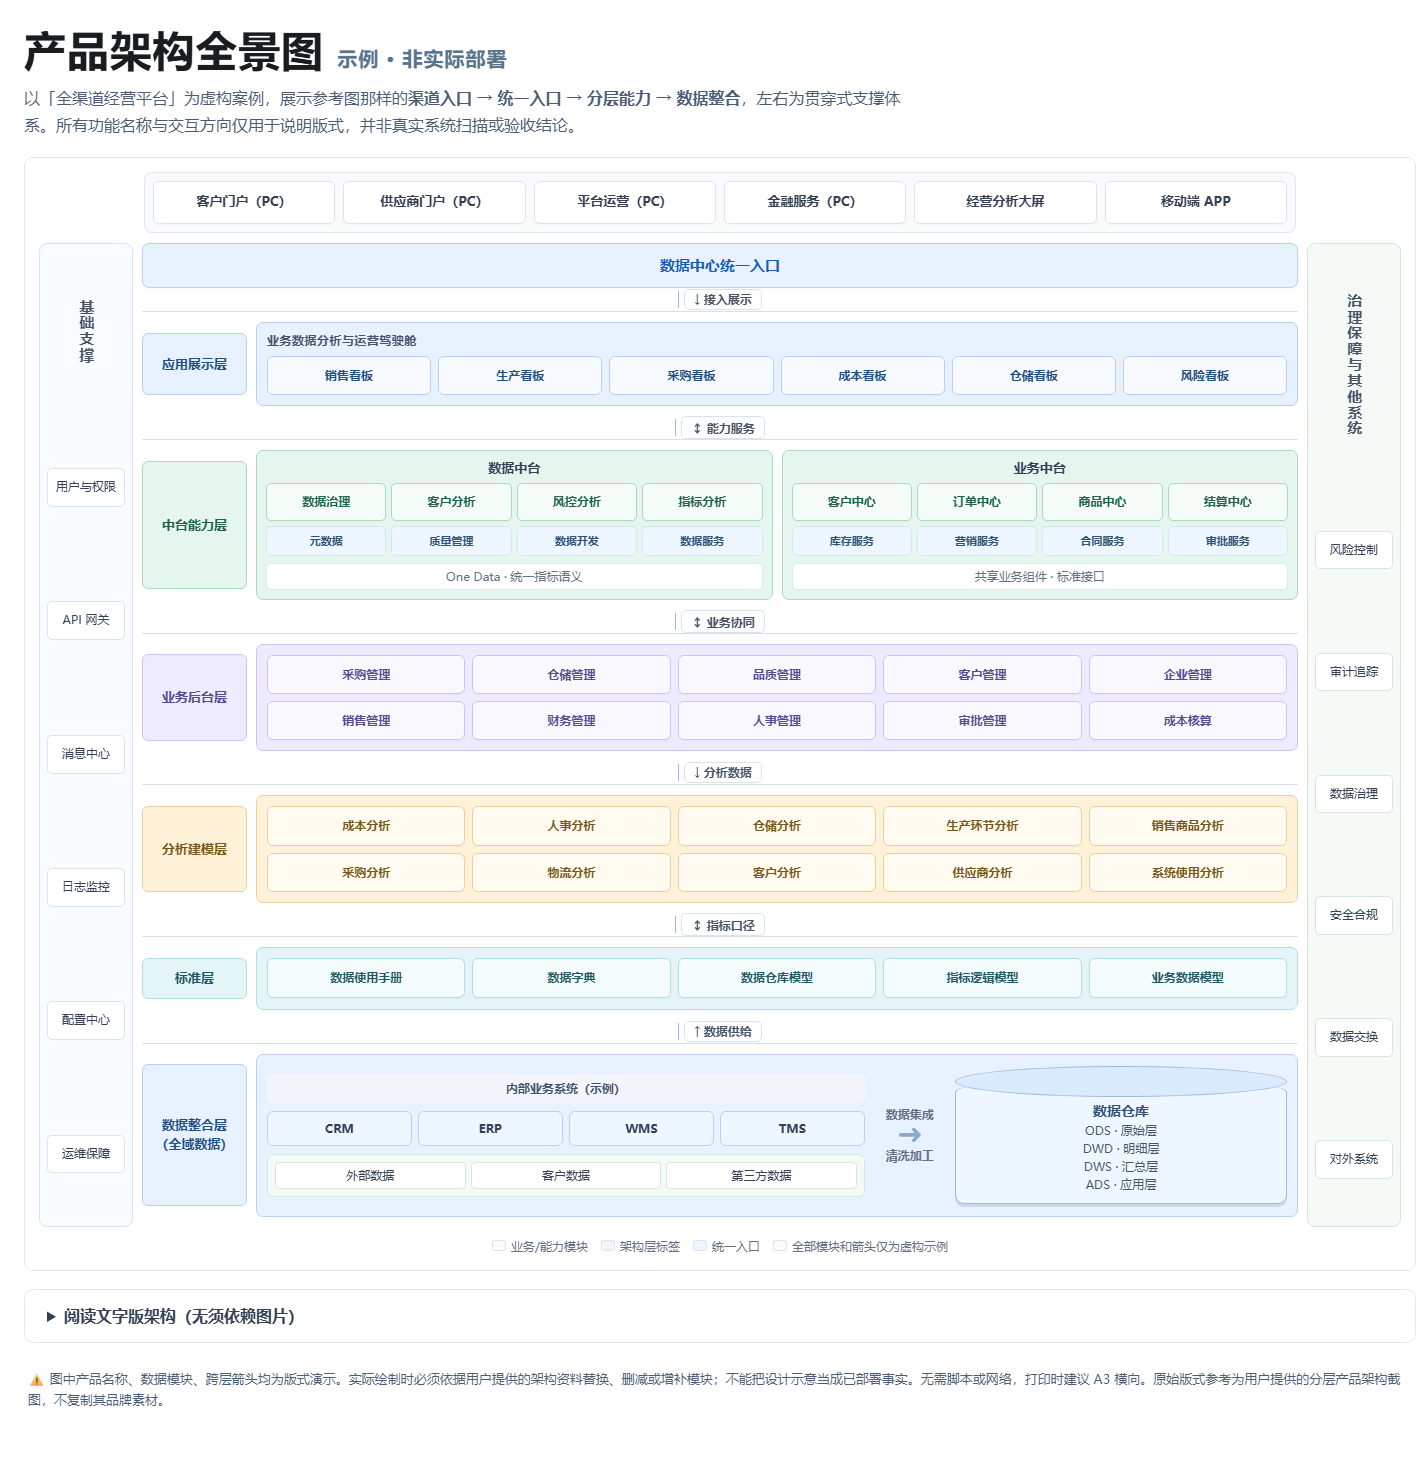 产品架构全景图 示例 · 非实际部署
以「全渠道经营平台」为虚构案例，展示参考图那样的渠道入口 → 统一入口 → 分层能力 → 数据整合，左右为贯穿式支撑体
系。所有功能名称与交互方向仅用于说明版式，并非真实系统扫描或验收结论。
客户门户（PC） 供应商门户（PC） 平台运营（PC） 金融服务（PC） 经营分析大屏 移动端 APP
基础支撑
用户与权限
API 网关
消息中心
日志监控
配置中心
运维保障
数据中心统一入口
↓ 接入展示
应用展示层
业务数据分析与运营驾驶舱
销售看板 生产看板 采购看板 成本看板 仓储看板 风险看板
↕ 能力服务
中台能力层
数据中台
数据治理 客户分析 风控分析 指标分析
元数据 质量管理 数据开发 数据服务
One Data · 统一指标语义
业务中台
客户中心 订单中心 商品中心 结算中心
库存服务 营销服务 合同服务 审批服务
共享业务组件 · 标准接口
↕ 业务协同
业务后台层
采购管理 仓储管理 品质管理 客户管理 企业管理
销售管理 财务管理 人事管理 审批管理 成本核算
↓ 分析数据
分析建模层
成本分析 人事分析 仓储分析 生产环节分析 销售商品分析
采购分析 物流分析 客户分析 供应商分析 系统使用分析
↕ 指标口径
标准层
数据使用手册 数据字典 数据仓库模型 指标逻辑模型 业务数据模型
↑ 数据供给
数据整合层
（全域数据）
内部业务系统（示例）
CRM ERP WMS TMS
外部数据 客户数据 第三方数据
数据集成
→
清洗加工
数据仓库
ODS · 原始层
DWD · 明细层
DWS · 汇总层
ADS · 应用层
治理保障与其他系统
风险控制
审计追踪
数据治理
安全合规
数据交换
对外系统
业务/能力模块 架构层标签 统一入口 全部模块和箭头仅为虚构示例
▶ 阅读文字版架构（无须依赖图片）
⚠️ 图中产品名称、数据模块、跨层箭头均为版式演示。实际绘制时必须依据用户提供的架构资料替换、删减或增补模块；不能把设计示意当成已部署事实。无需脚本或网络，打印时建议 A3 横向。原始版式参考为用户提供的分层产品架构截
图，不复制其品牌素材。